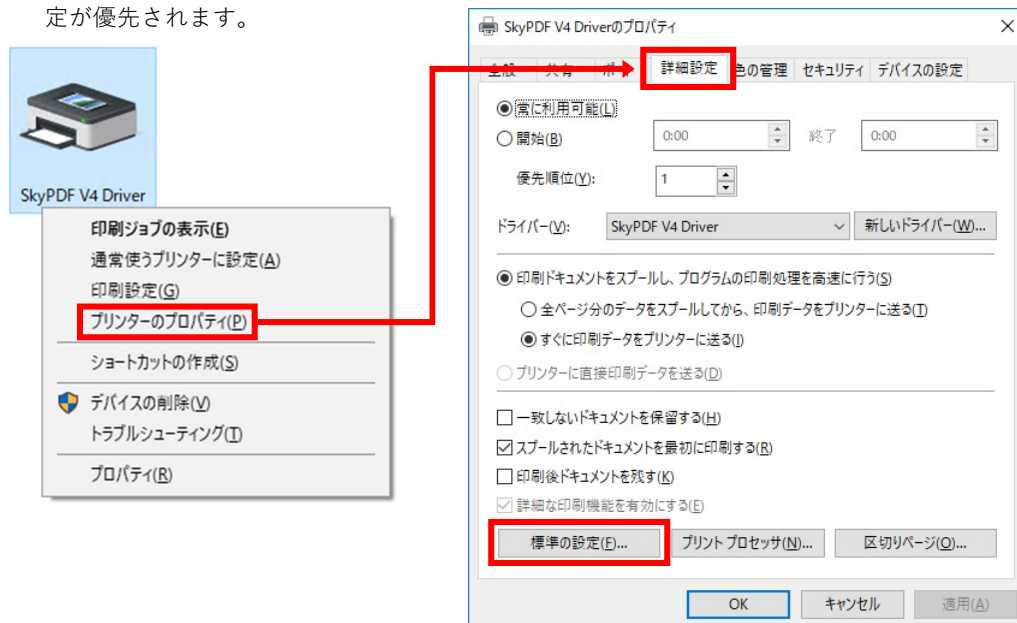 定が優先されます。
SkyPDF V4 Driver
印刷ジョブの表示(E)
通常使うプリンターに設定(A)
印刷設定(G)
プリンターのプロパティ(P)
ショートカットの作成(S)
デバイスの削除(V)
トラブルシューティング(T)
プロパティ(R)
SkyPDF V4 Driverのプロパティ
全般 共有 詳細設定 色の管理 セキュリティ デバイスの設定
常に利用可能(L)
開始(B) 0:00 終了 0:00
優先順位(Y): 1
ドライバー(V): SkyPDF V4 Driver 新しいドライバー(W)...
印刷ドキュメントをスプールし、プログラムの印刷処理を高速に行う(S)
全ページ分のデータをスプールしてから、印刷データをプリンターに送る(T)
すぐに印刷データをプリンターに送る(I)
プリンターに直接印刷データを送る(D)
一致しないドキュメントを保留する(H)
スプールされたドキュメントを最初に印刷する(R)
印刷後ドキュメントを残す(K)
詳細な印刷機能を有効にする(E)
標準の設定(F)... プリント プロセッサ(N)... 区切りページ(O)...
OK キャンセル 適用(A)